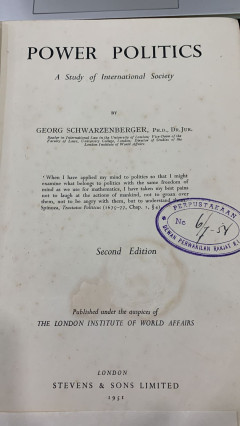 POWER POLITICS
A Study of International Society
BY
GEORG SCHWARZENBERGER, PH.D., DR.JUR.
Reader in International Law in the University of London, Vice-Dean of the
Faculty of Laws, University College, London, Director of Studies of the
London Institute of World Affairs
'When I have applied my mind to politics so that I might
examine what belongs to politics with the same freedom of
mind as we use for mathematics, I have taken my best pains
not to laugh at the actions of mankind, not to groan over
them, not to be angry with them, but to understand
Spinoza, Tractatus Politicus (1675-77, Chap. 1,
PERPUSTAKAAN
No 6/-54
DEWAN PERWAKILAN RAKJAT R.I.
Second Edition
Published under the auspices of
THE LONDON INSTITUTE OF WORLD AFFAIRS
LONDON
STEVENS & SONS LIMITED
1951